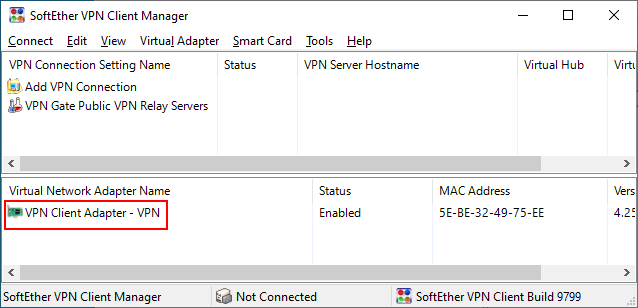 SoftEther VPN Client Manager
Connect Edit View Virtual Adapter Smart Card Tools Help
VPN Connection Setting Name Status VPN Server Hostname Virtual Hub Virtu
Add VPN Connection
VPN Gate Public VPN Relay Servers
Virtual Network Adapter Name Status MAC Address Vers
VPN Client Adapter - VPN Enabled 5E-BE-32-49-75-EE 4.25
SoftEther VPN Client Manager Not Connected SoftEther VPN Client Build 9799